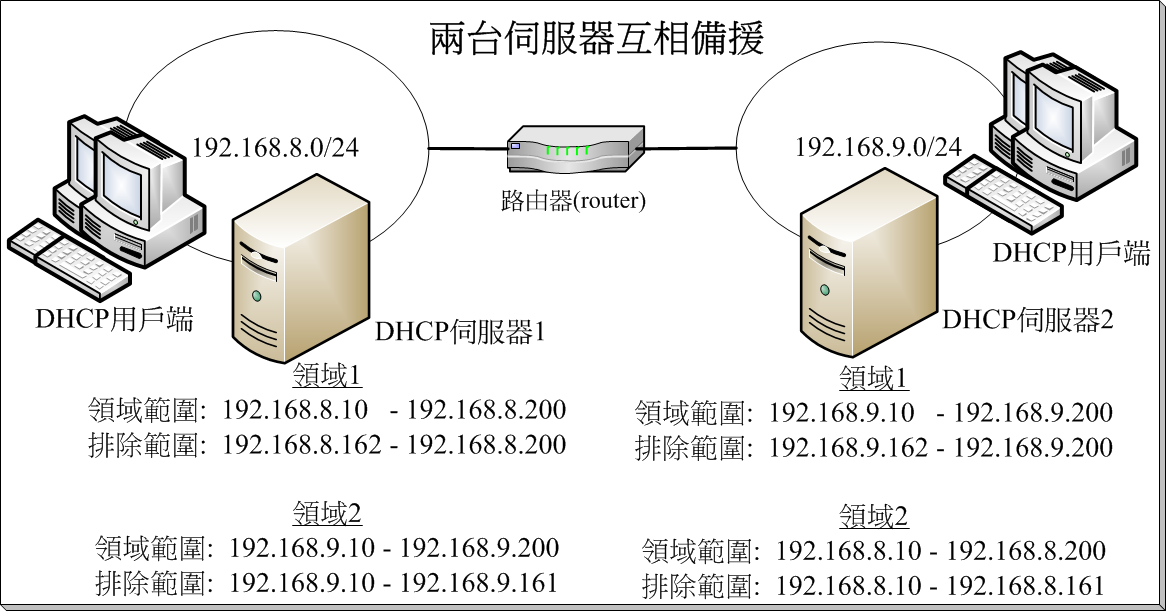 兩台伺服器互相備援
192.168.8.0/24
192.168.9.0/24
路由器(router)
DHCP用戶端
DHCP用戶端
DHCP伺服器1
DHCP伺服器2
領域1
領域範圍: 192.168.8.10 - 192.168.8.200
排除範圍: 192.168.8.162 - 192.168.8.200
領域2
領域範圍: 192.168.9.10 - 192.168.9.200
排除範圍: 192.168.9.10 - 192.168.9.161
領域1
領域範圍: 192.168.9.10 - 192.168.9.200
排除範圍: 192.168.9.162 - 192.168.9.200
領域2
領域範圍: 192.168.8.10 - 192.168.8.200
排除範圍: 192.168.8.10 - 192.168.8.161